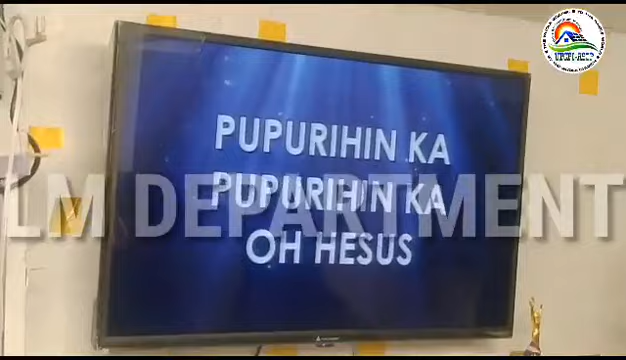 PUPURIHIN KA
PUPURIHIN KA
OH HESUS
LM DEPARTMENT